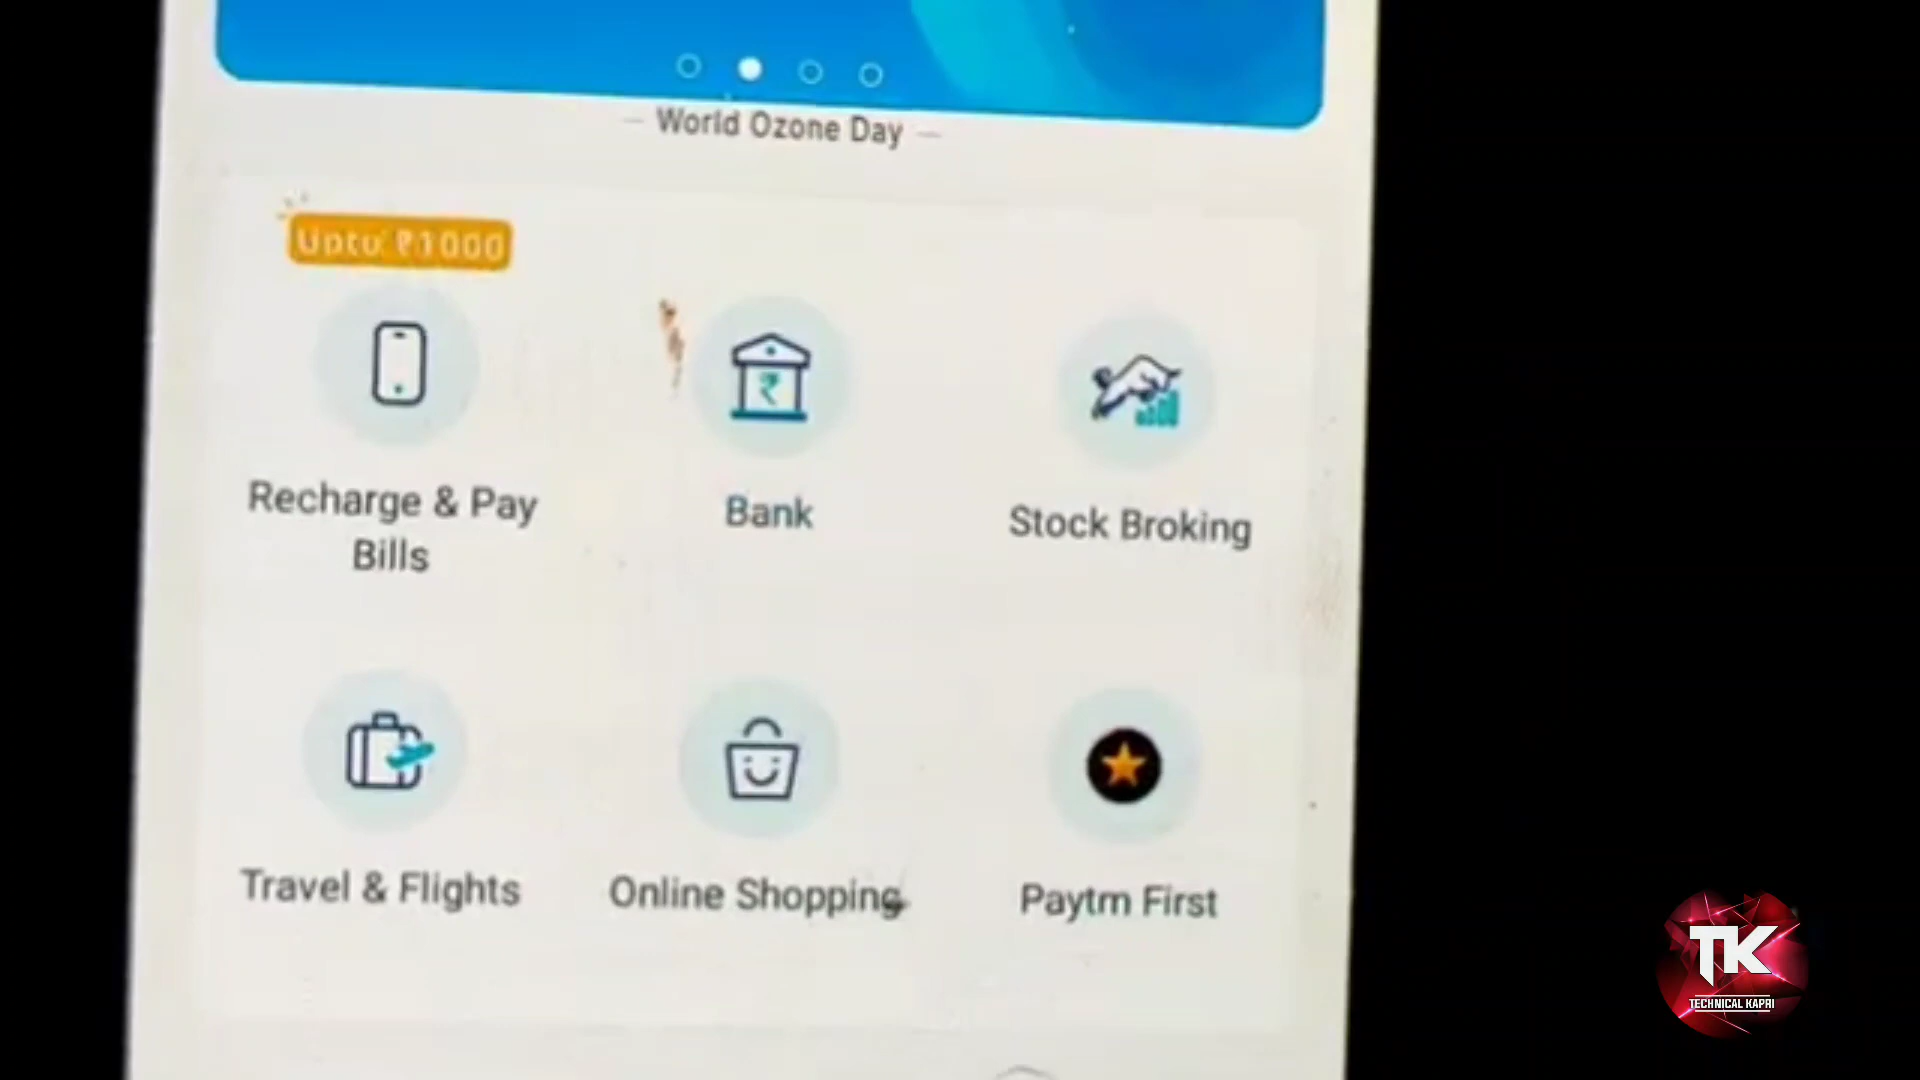 World Ozone Day
Upto ₹1000
Recharge & Pay
Bills
Bank
Stock Broking
Travel & Flights
Online Shopping
Paytm First
TK
TECHNICAL KAPRI